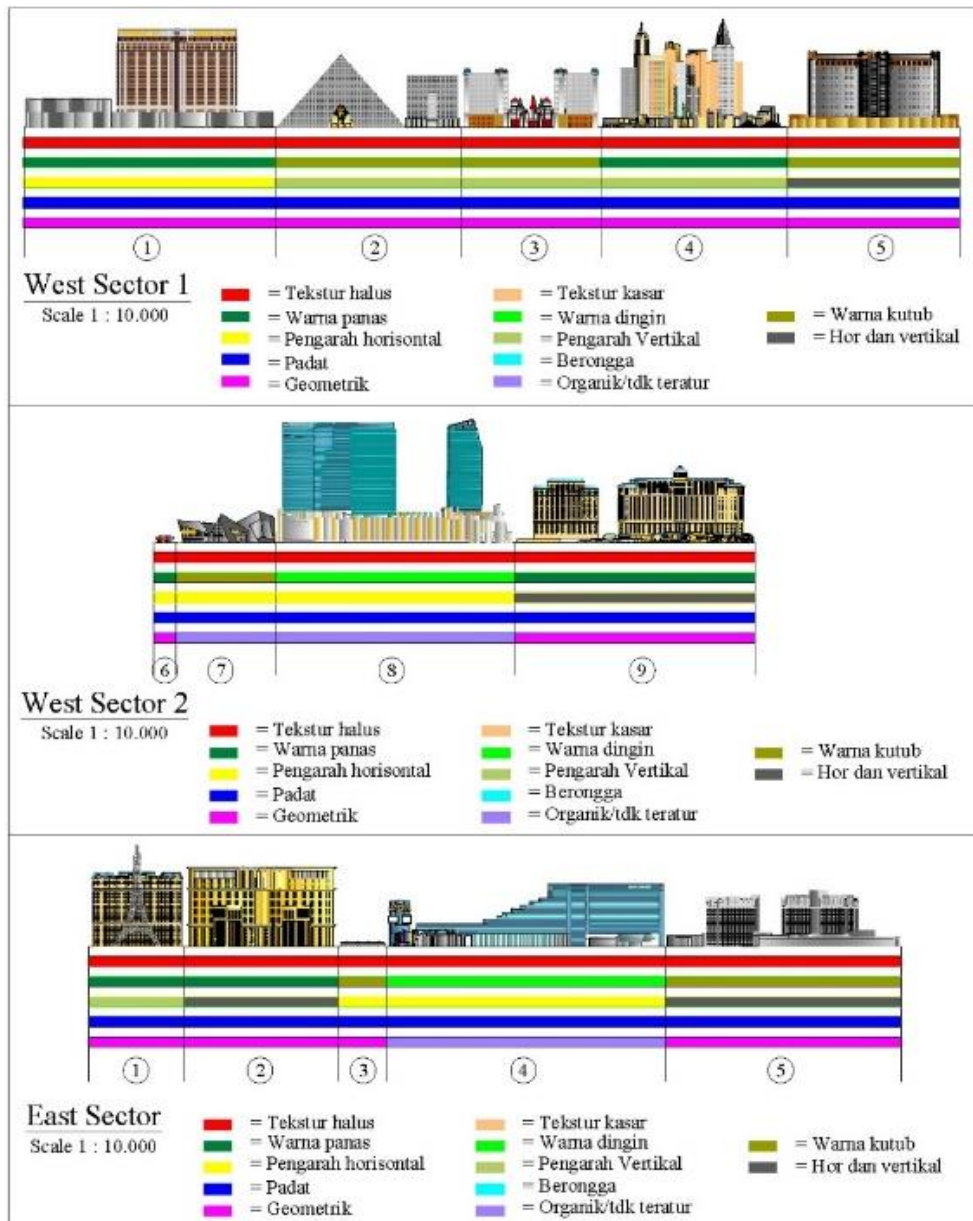 ① ② ③ ④ ⑤
West Sector 1
Scale 1 : 10.000
= Tekstur halus = Tekstur kasar
= Warna panas = Warna dingin = Warna kutub
= Pengarah horisontal = Pengarah Vertikal = Hor dan vertikal
= Padat = Berongga
= Geometrik = Organik/tdk teratur
⑥ ⑦ ⑧ ⑨
West Sector 2
Scale 1 : 10.000
= Tekstur halus = Tekstur kasar
= Warna panas = Warna dingin = Warna kutub
= Pengarah horisontal = Pengarah Vertikal = Hor dan vertikal
= Padat = Berongga
= Geometrik = Organik/tdk teratur
① ② ③ ④ ⑤
East Sector
Scale 1 : 10.000
= Tekstur halus = Tekstur kasar
= Warna panas = Warna dingin = Warna kutub
= Pengarah horisontal = Pengarah Vertikal = Hor dan vertikal
= Padat = Berongga
= Geometrik = Organik/tdk teratur